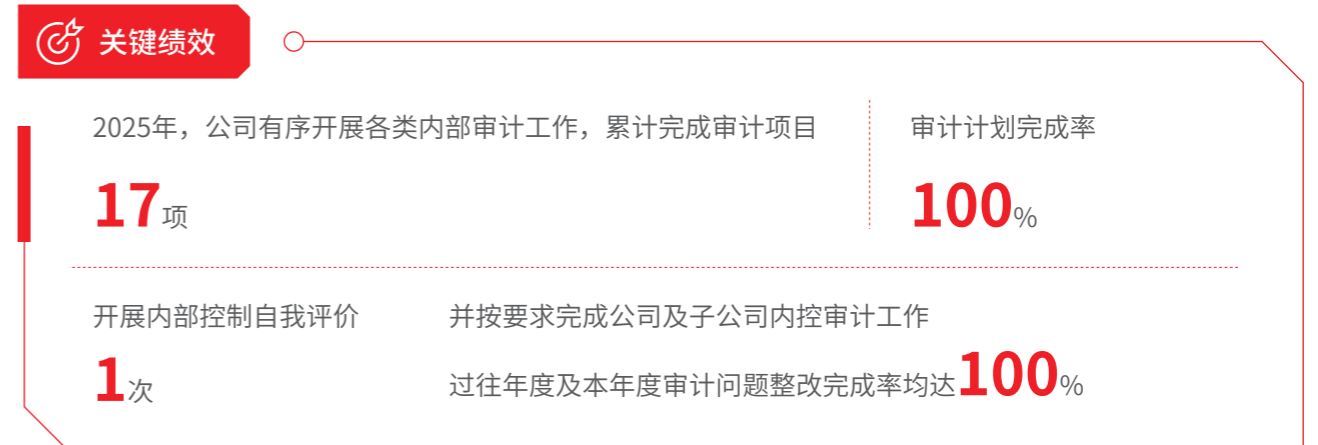 关键绩效
2025年，公司有序开展各类内部审计工作，累计完成审计项目
17项
审计计划完成率
100%
开展内部控制自我评价
1次
并按要求完成公司及子公司内控审计工作
过往年度及本年度审计问题整改完成率均达100%